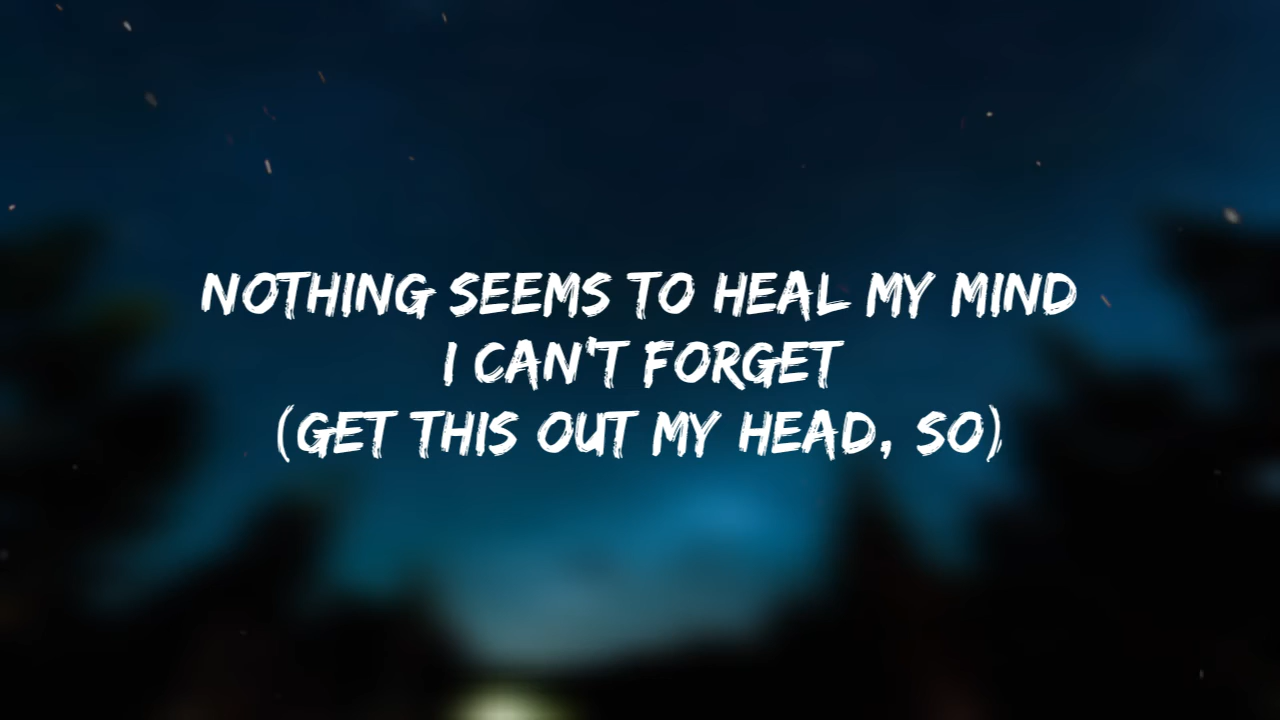 NOTHING SEEMS TO HEAL MY MIND
I CAN'T FORGET
(GET THIS OUT MY HEAD, SO)